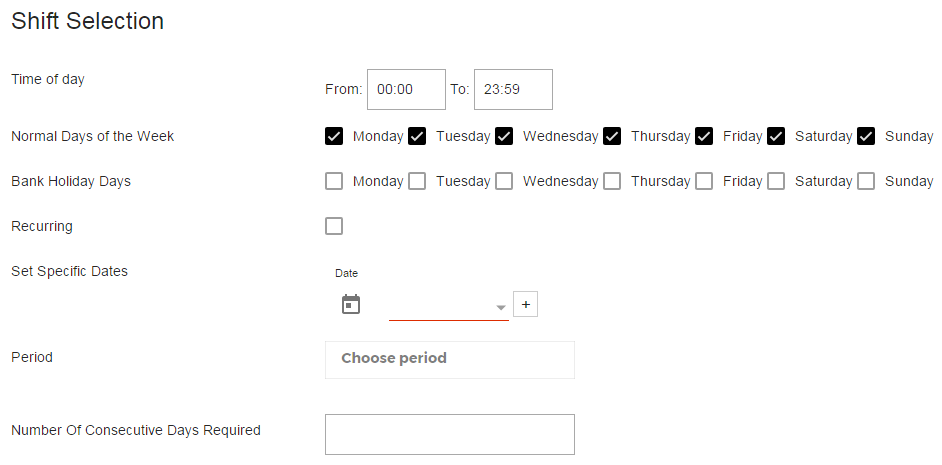 Shift Selection
Time of day From: 00:00 To: 23:59
Normal Days of the Week Monday Tuesday Wednesday Thursday Friday Saturday Sunday
Bank Holiday Days Monday Tuesday Wednesday Thursday Friday Saturday Sunday
Recurring
Set Specific Dates Date
+
Period Choose period
Number Of Consecutive Days Required